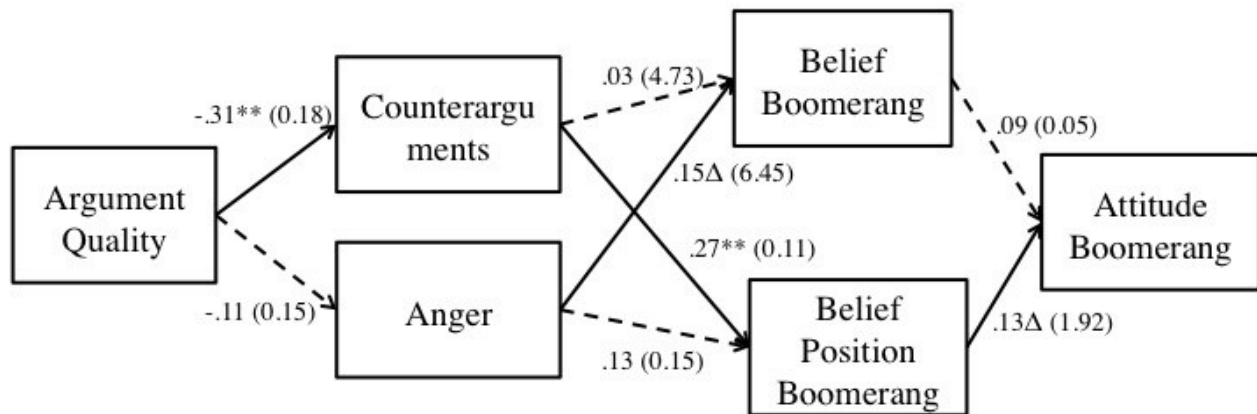 Argument
Quality
-.31** (0.18)
-.11 (0.15)
Counterargu
ments
Anger
.03 (4.73)
.15Δ (6.45)
.27** (0.11)
.13 (0.15)
Belief
Boomerang
Belief
Position
Boomerang
.09 (0.05)
.13Δ (1.92)
Attitude
Boomerang